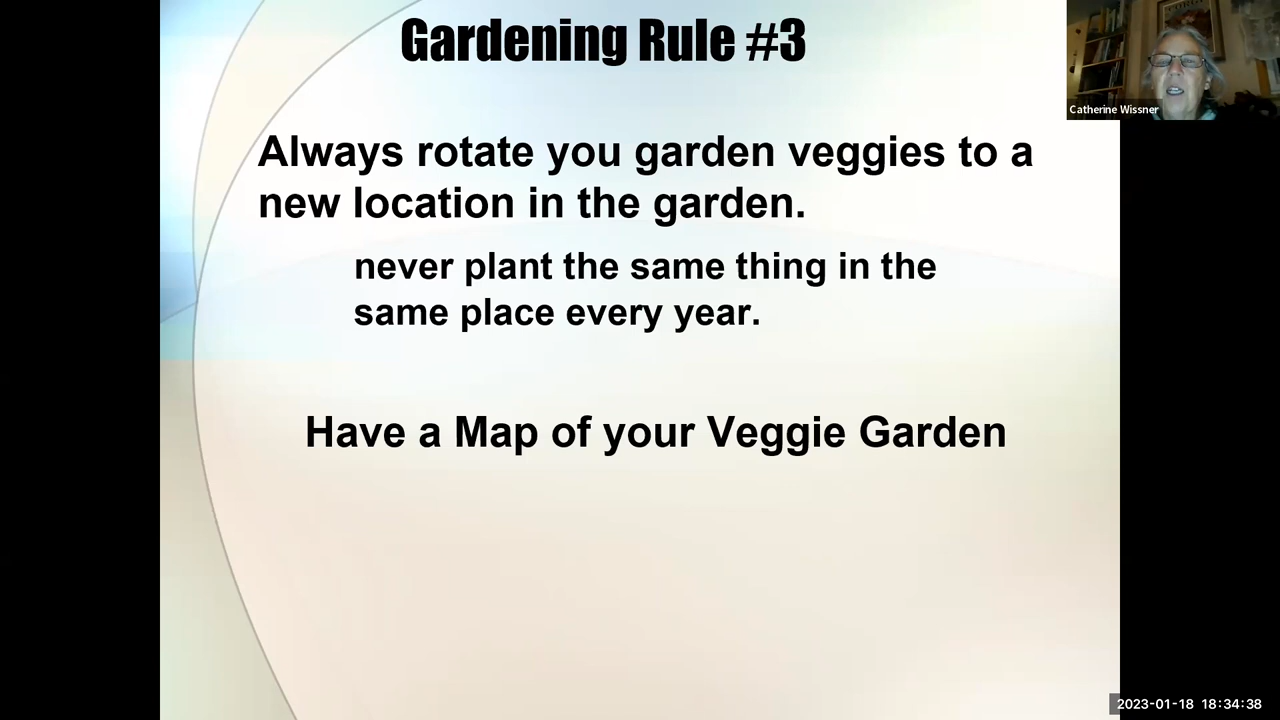 Gardening Rule #3
Always rotate you garden veggies to a
new location in the garden.
never plant the same thing in the
same place every year.
Have a Map of your Veggie Garden
Catherine Wissner
2023-01-18 18:34:38